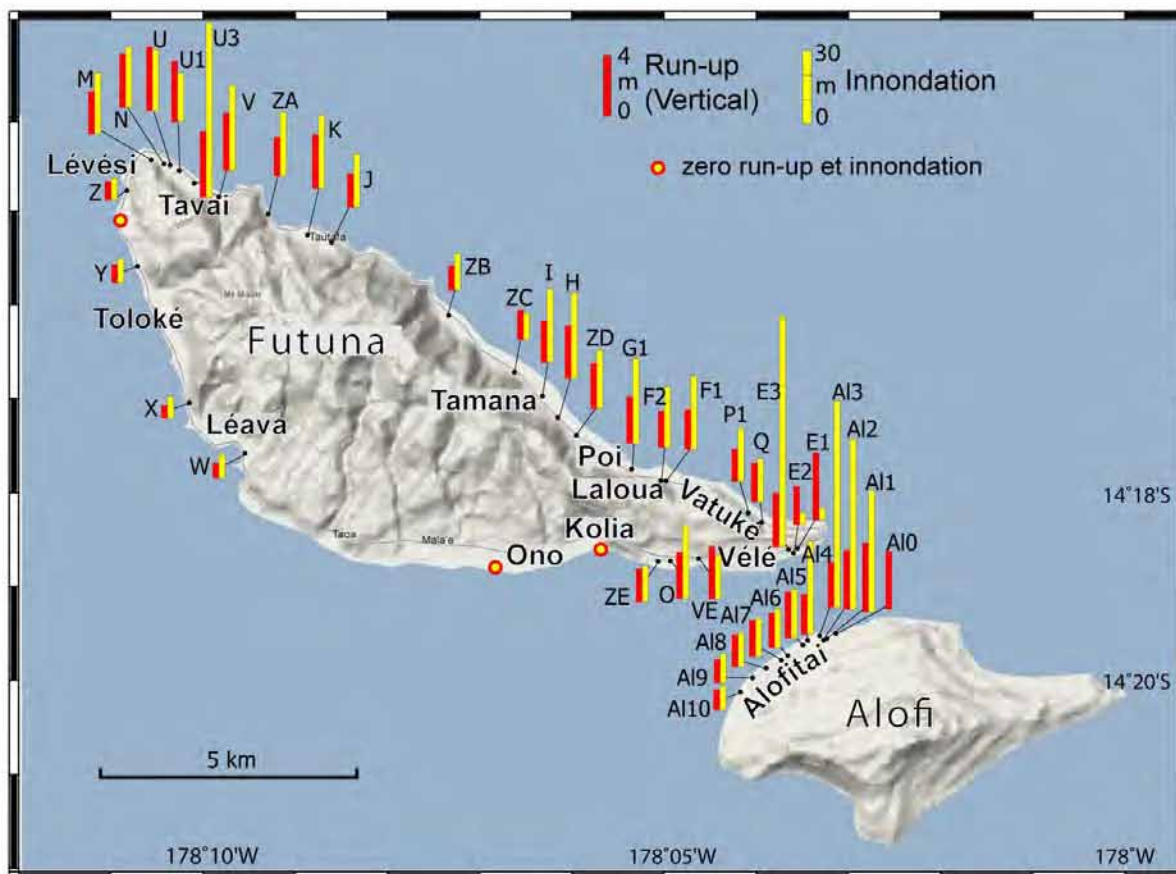 4
m
0
Run-up
(Vertical)
30
m
0
Innondation
zero run-up et innondation
U3
U
U1
M
N
V
ZA
K
J
Lévési
Z
Tavai
Y
Toloké
Futuna
ZB
ZC
I
H
ZD
G1
F2
F1
E3
P1
Q
E2
E1
Al3
Al2
Al1
Al0
X
Léava
W
Tamana
Poi
Laloua
Vatuké
Kolia
Ono
Vélé
ZE
O
VE
Al4
Al5
Al6
Al7
Al8
Al9
Al10
Alofitai
Alofi
14°18'S
14°20'S
5 km
178°10'W
178°05'W
178°W